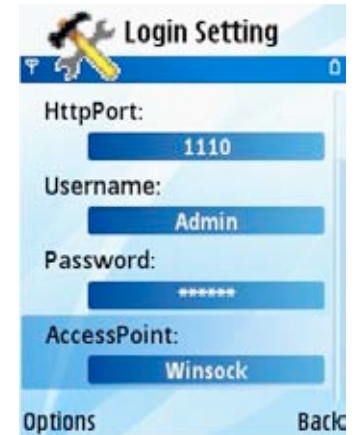 Login Setting
HttpPort:
1110
Username:
Admin
Password:
******
AccessPoint:
Winsock
Options Back